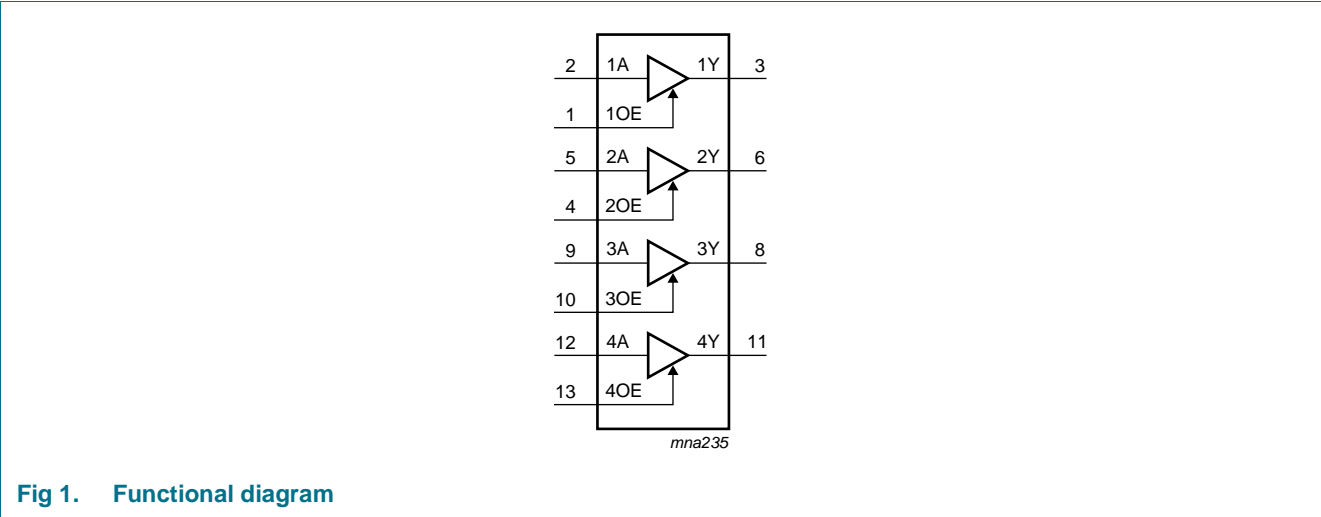 2 1A 1Y 3
1 1OE
5 2A 2Y 6
4 2OE
9 3A 3Y 8
10 3OE
12 4A 4Y 11
13 4OE
mna235
Fig 1. Functional diagram